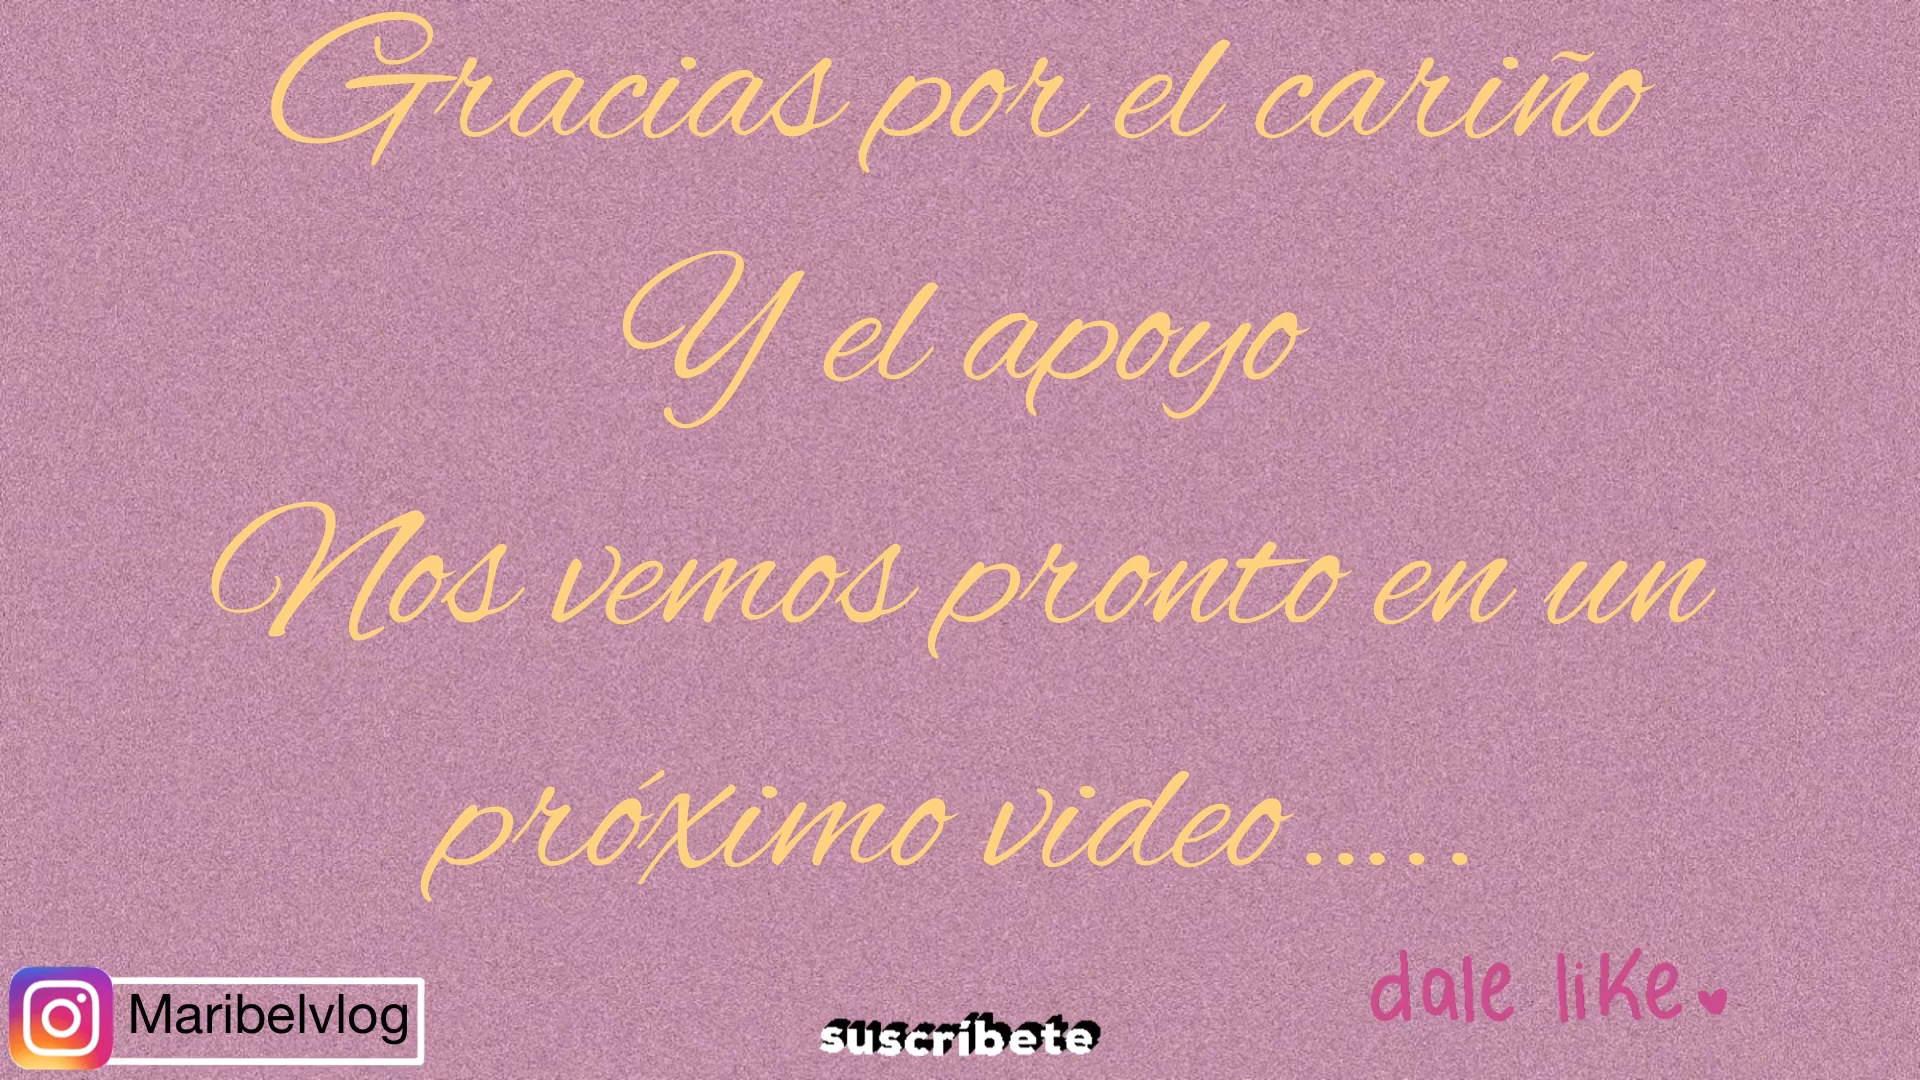 Gracias por el cariño
Y el apoyo
Nos vemos pronto en un
próximo video.....
dale like
Maribelvlog
suscríbete